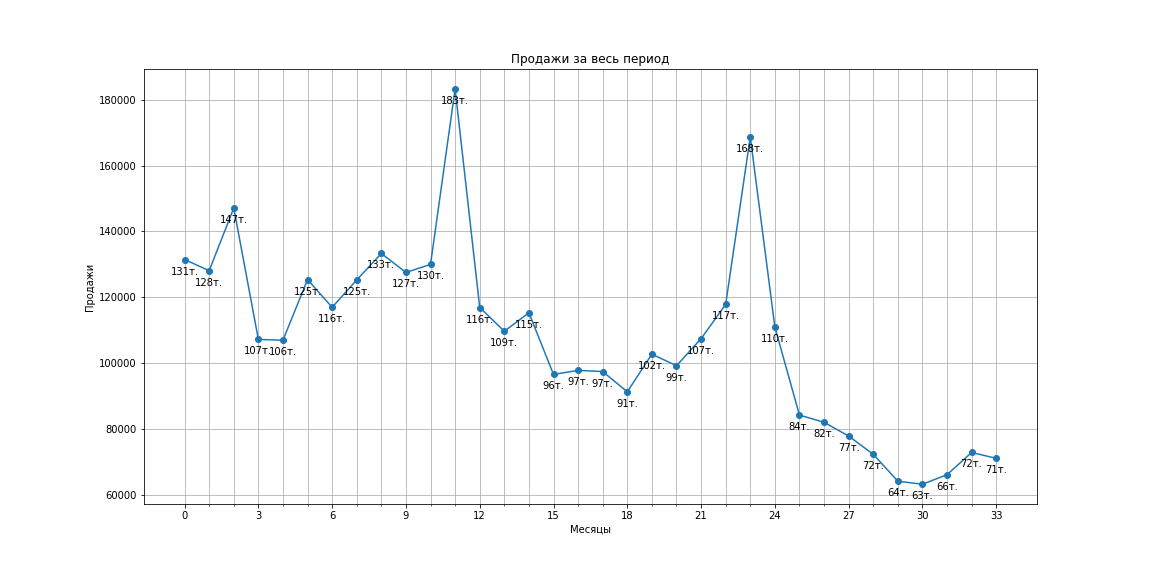 Продажи за весь период
Продажи
180000
160000
140000
120000
100000
80000
60000
131т.
128т.
147т.
107т.
106т.
125т.
116т.
125т.
133т.
127т.
130т.
183т.
116т.
109т.
115т.
96т.
97т.
97т.
91т.
102т.
99т.
107т.
117т.
168т.
110т.
84т.
82т.
77т.
72т.
64т.
63т.
66т.
72т.
71т.
0 3 6 9 12 15 18 21 24 27 30 33
Месяцы